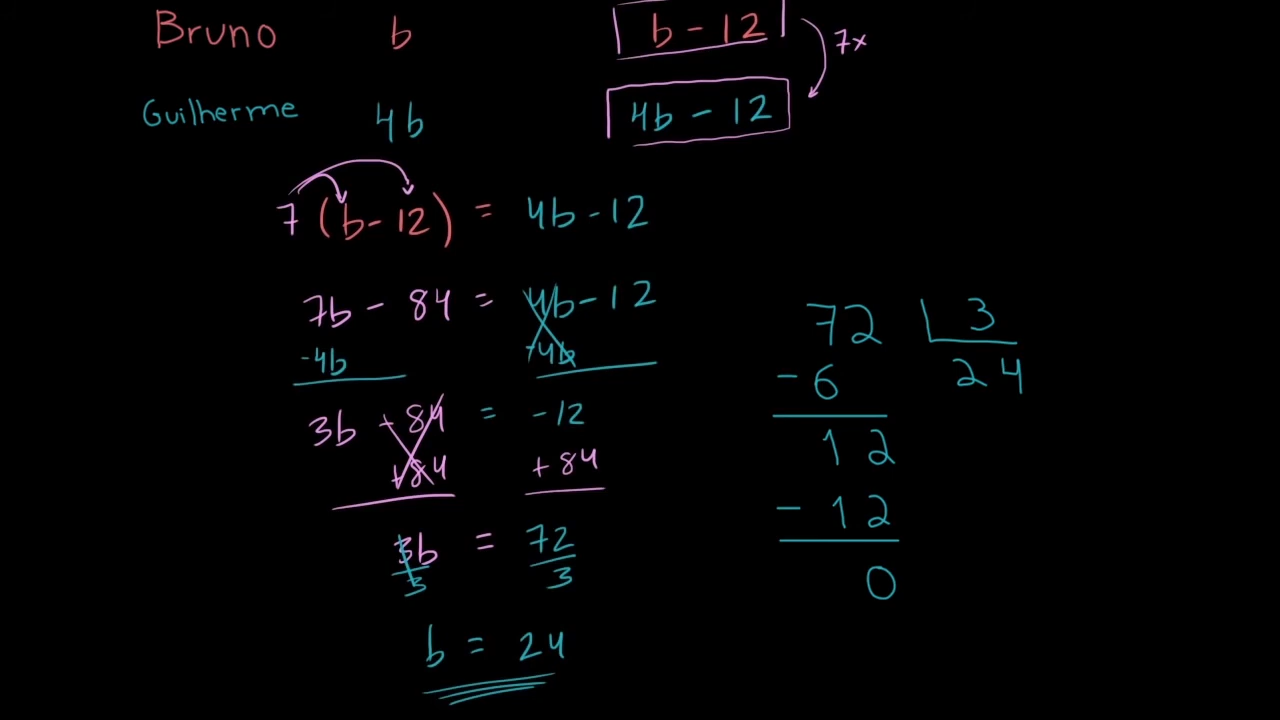 Bruno b b - 12
7x
Guilherme 4b 4b - 12
7 (b - 12) = 4b - 12
7b - 84 = 4b - 12
-4b -4b
3b - 84 = -12
+84 +84
3b = 72
3 3
b = 24
72 3
- 6 24
12
- 12
0